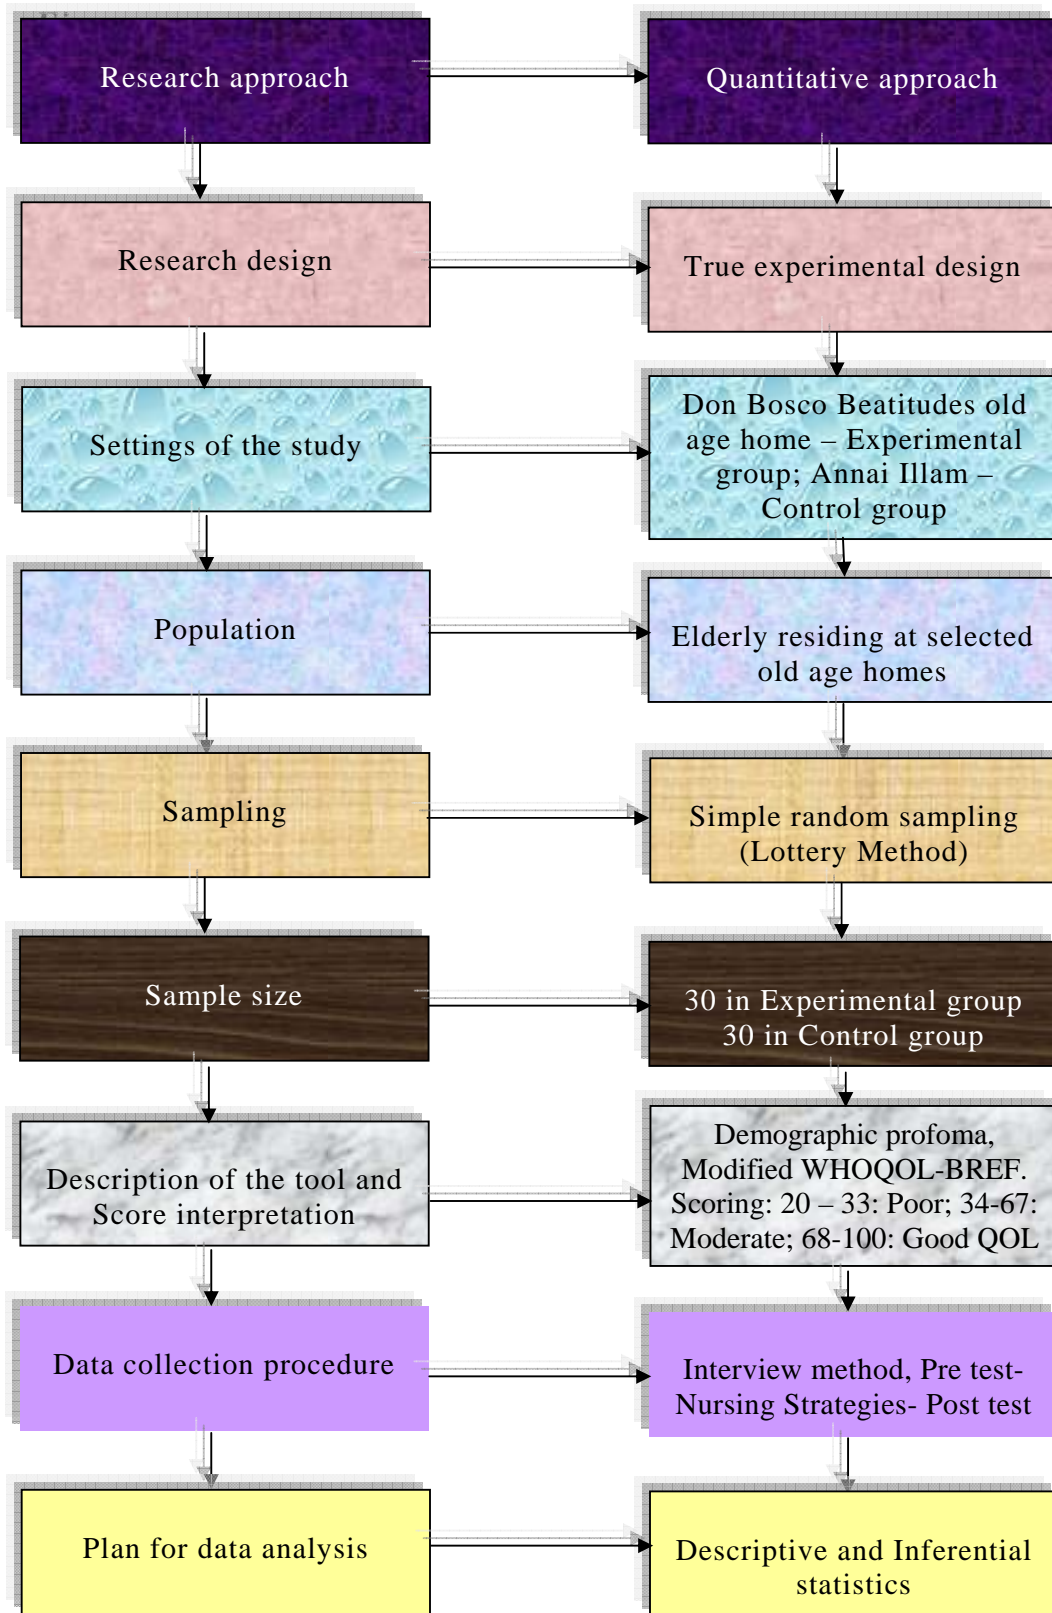 Research approach
Quantitative approach
Research design
True experimental design
Settings of the study
Don Bosco Beatitudes old
age home – Experimental
group; Annai Illam –
Control group
Population
Elderly residing at selected
old age homes
Sampling
Simple random sampling
(Lottery Method)
Sample size
30 in Experimental group
30 in Control group
Description of the tool and
Score interpretation
Demographic profoma,
Modified WHOQOL-BREF.
Scoring: 20 – 33: Poor; 34-67:
Moderate; 68-100: Good QOL
Data collection procedure
Interview method, Pre test-
Nursing Strategies- Post test
Plan for data analysis
Descriptive and Inferential
statistics